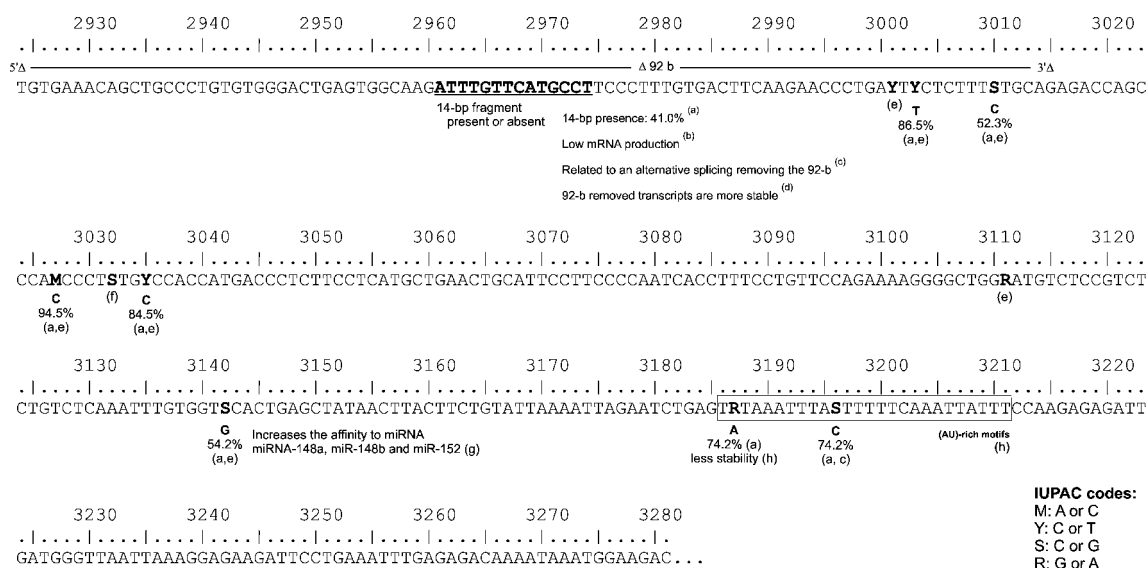 2930 2940 2950 2960 2970 2980 2990 3000 3010 3020
5'Δ Δ 92 b 3'Δ
TGTGAAACAGCTGCCCTGTGTGGGACTGAGTGGCAAGATTTGTTCATGCCTTCCCTTTGTGACTTCAAGAACCCTGAYTYCTCTTTSTGCAGAGACCAGC
14-bp fragment
present or absent
14-bp presence: 41.0% (a)
Low mRNA production (b)
Related to an alternative splicing removing the 92-b (c)
92-b removed transcripts are more stable (d)
(e)
T
86.5%
(a,e)
C
52.3%
(a,e)
3030 3040 3050 3060 3070 3080 3090 3100 3110 3120
CCAMCCCTSTGYCCACCATGACCCTCTTCCTCATGCTGAACTGCATTCCTTCCCCAATCACCTTTCCTGTTCCAGAAAAGGGGCTGGRATGTCTCCGTCT
C
94.5%
(a,e)
(f)
C
84.5%
(a,e)
(e)
3130 3140 3150 3160 3170 3180 3190 3200 3210 3220
CTGTCTCAAATTTGTGGTSCACTGAGCTATAACTTACTTCTGTATTAAAATTAGAATCTGAGTRTAAATTTASTTTTTCAAATTATTTCCAAGAGAGATT
G
54.2%
(a,e)
Increases the affinity to miRNA
miRNA-148a, miR-148b and miR-152 (g)
A
74.2% (a)
less stability (h)
C
74.2%
(a, c)
(AU)-rich motifs
(h)
3230 3240 3250 3260 3270 3280
GATGGGTTAATTAAAGGAGAAGATTCCTGAAATTTGAGAGACAAAATAAATGGAAGAC...
IUPAC codes:
M: A or C
Y: C or T
S: C or G
R: G or A